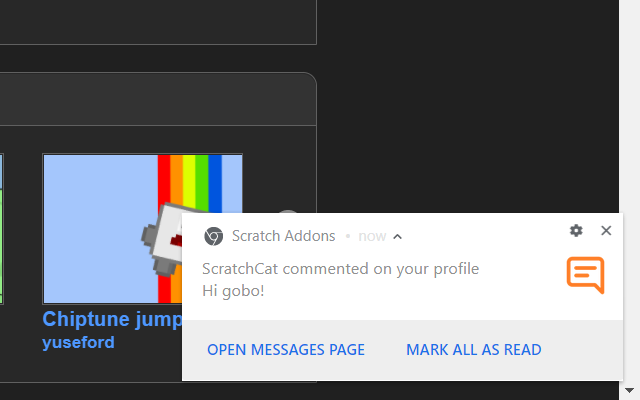 Scratch Addons • now
ScratchCat commented on your profile
Hi gobo!
Chiptune jump
yuseford
OPEN MESSAGES PAGE
MARK ALL AS READ